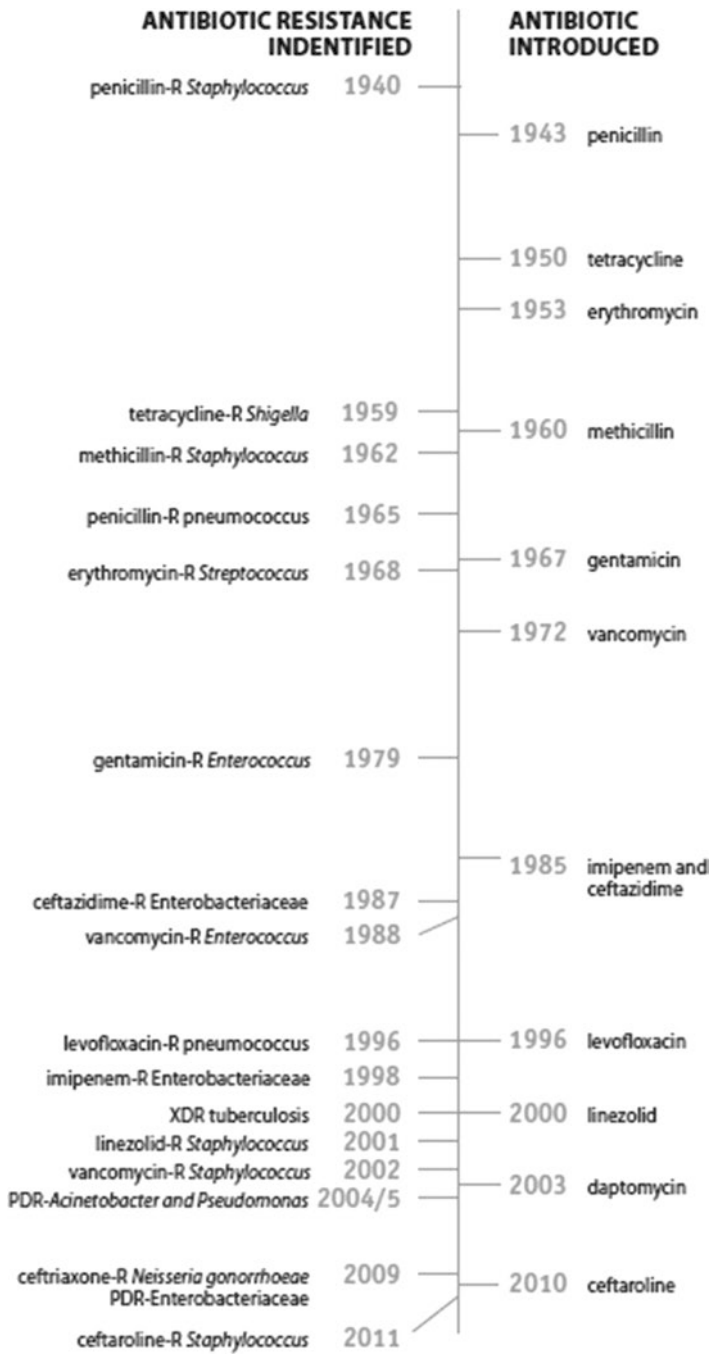 ANTIBIOTIC RESISTANCE
INDENTIFIED
ANTIBIOTIC
INTRODUCED
penicillin-R Staphylococcus 1940
1943 penicillin
1950 tetracycline
1953 erythromycin
tetracycline-R Shigella 1959
1960 methicillin
methicillin-R Staphylococcus 1962
penicillin-R pneumococcus 1965
1967 gentamicin
erythromycin-R Streptococcus 1968
1972 vancomycin
gentamicin-R Enterococcus 1979
1985 imipenem and
ceftazidime
ceftazidime-R Enterobacteriaceae 1987
vancomycin-R Enterococcus 1988
levofloxacin-R pneumococcus 1996
1996 levofloxacin
imipenem-R Enterobacteriaceae 1998
XDR tuberculosis 2000
2000 linezolid
linezolid-R Staphylococcus 2001
vancomycin-R Staphylococcus 2002
2003 daptomycin
PDR-Acinetobacter and Pseudomonas 2004/5
ceftriaxone-R Neisseria gonorrhoeae 2009
PDR-Enterobacteriaceae
2010 ceftaroline
ceftaroline-R Staphylococcus 2011